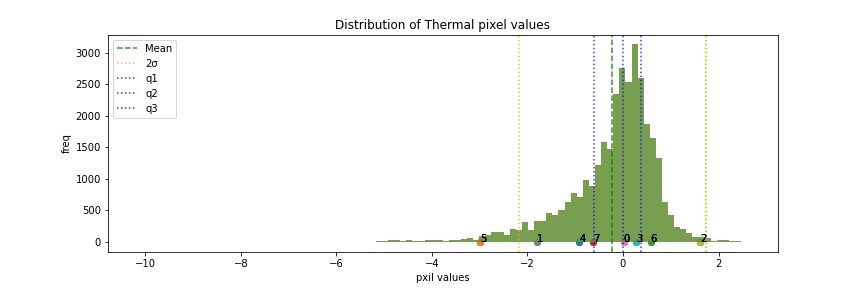 Distribution of Thermal pixel values
Mean
2σ
q1
q2
q3
freq
3000
2500
2000
1500
1000
500
0
5 1 4 7 0 3 6 2
−10 −8 −6 −4 −2 0 2
pxil values